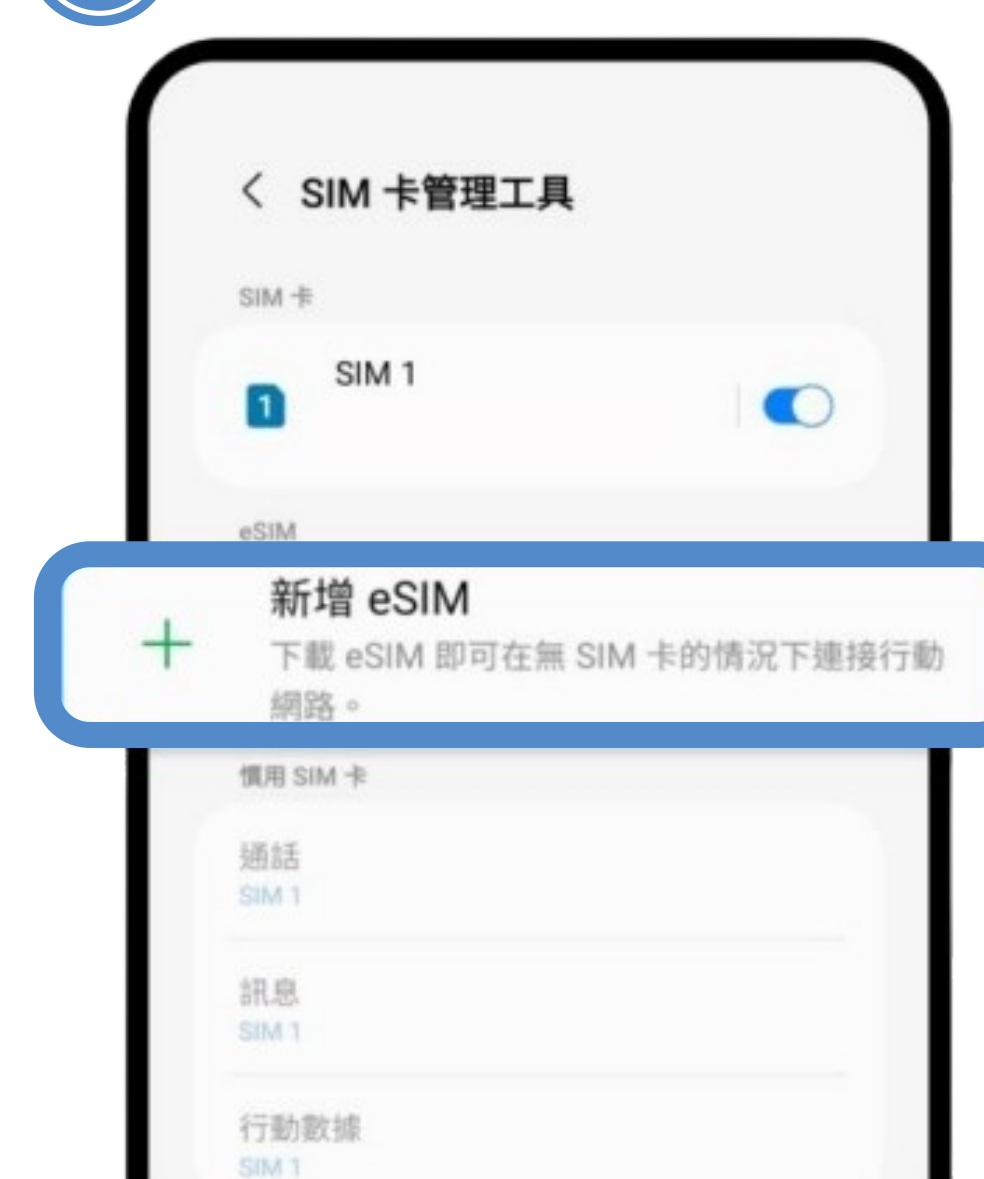 SIM 卡管理工具
SIM 卡
SIM 1
1
eSIM
新增 eSIM
下載 eSIM 即可在無 SIM 卡的情況下連接行動
網路。
慣用 SIM 卡
通話
SIM 1
訊息
SIM 1
行動數據
SIM 1